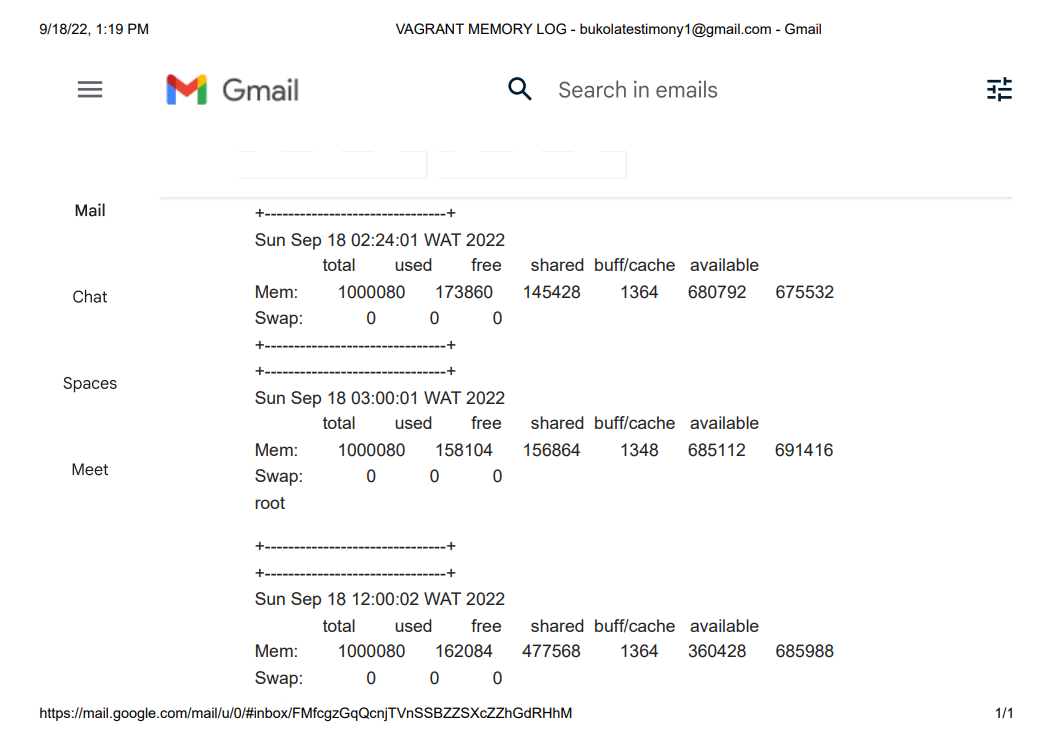 9/18/22, 1:19 PM VAGRANT MEMORY LOG - bukolatestimony1@gmail.com - Gmail
Gmail Search in emails
Mail
Chat
Spaces
Meet
+-------------------------------+
Sun Sep 18 02:24:01 WAT 2022
total used free shared buff/cache available
Mem: 1000080 173860 145428 1364 680792 675532
Swap: 0 0 0
+-------------------------------+
+-------------------------------+
Sun Sep 18 03:00:01 WAT 2022
total used free shared buff/cache available
Mem: 1000080 158104 156864 1348 685112 691416
Swap: 0 0 0
root
+-------------------------------+
+-------------------------------+
Sun Sep 18 12:00:02 WAT 2022
total used free shared buff/cache available
Mem: 1000080 162084 477568 1364 360428 685988
Swap: 0 0 0
https://mail.google.com/mail/u/0/#inbox/FMfcgzGqQcnjTVnSSBZZSXcZZhGdRHhM 1/1